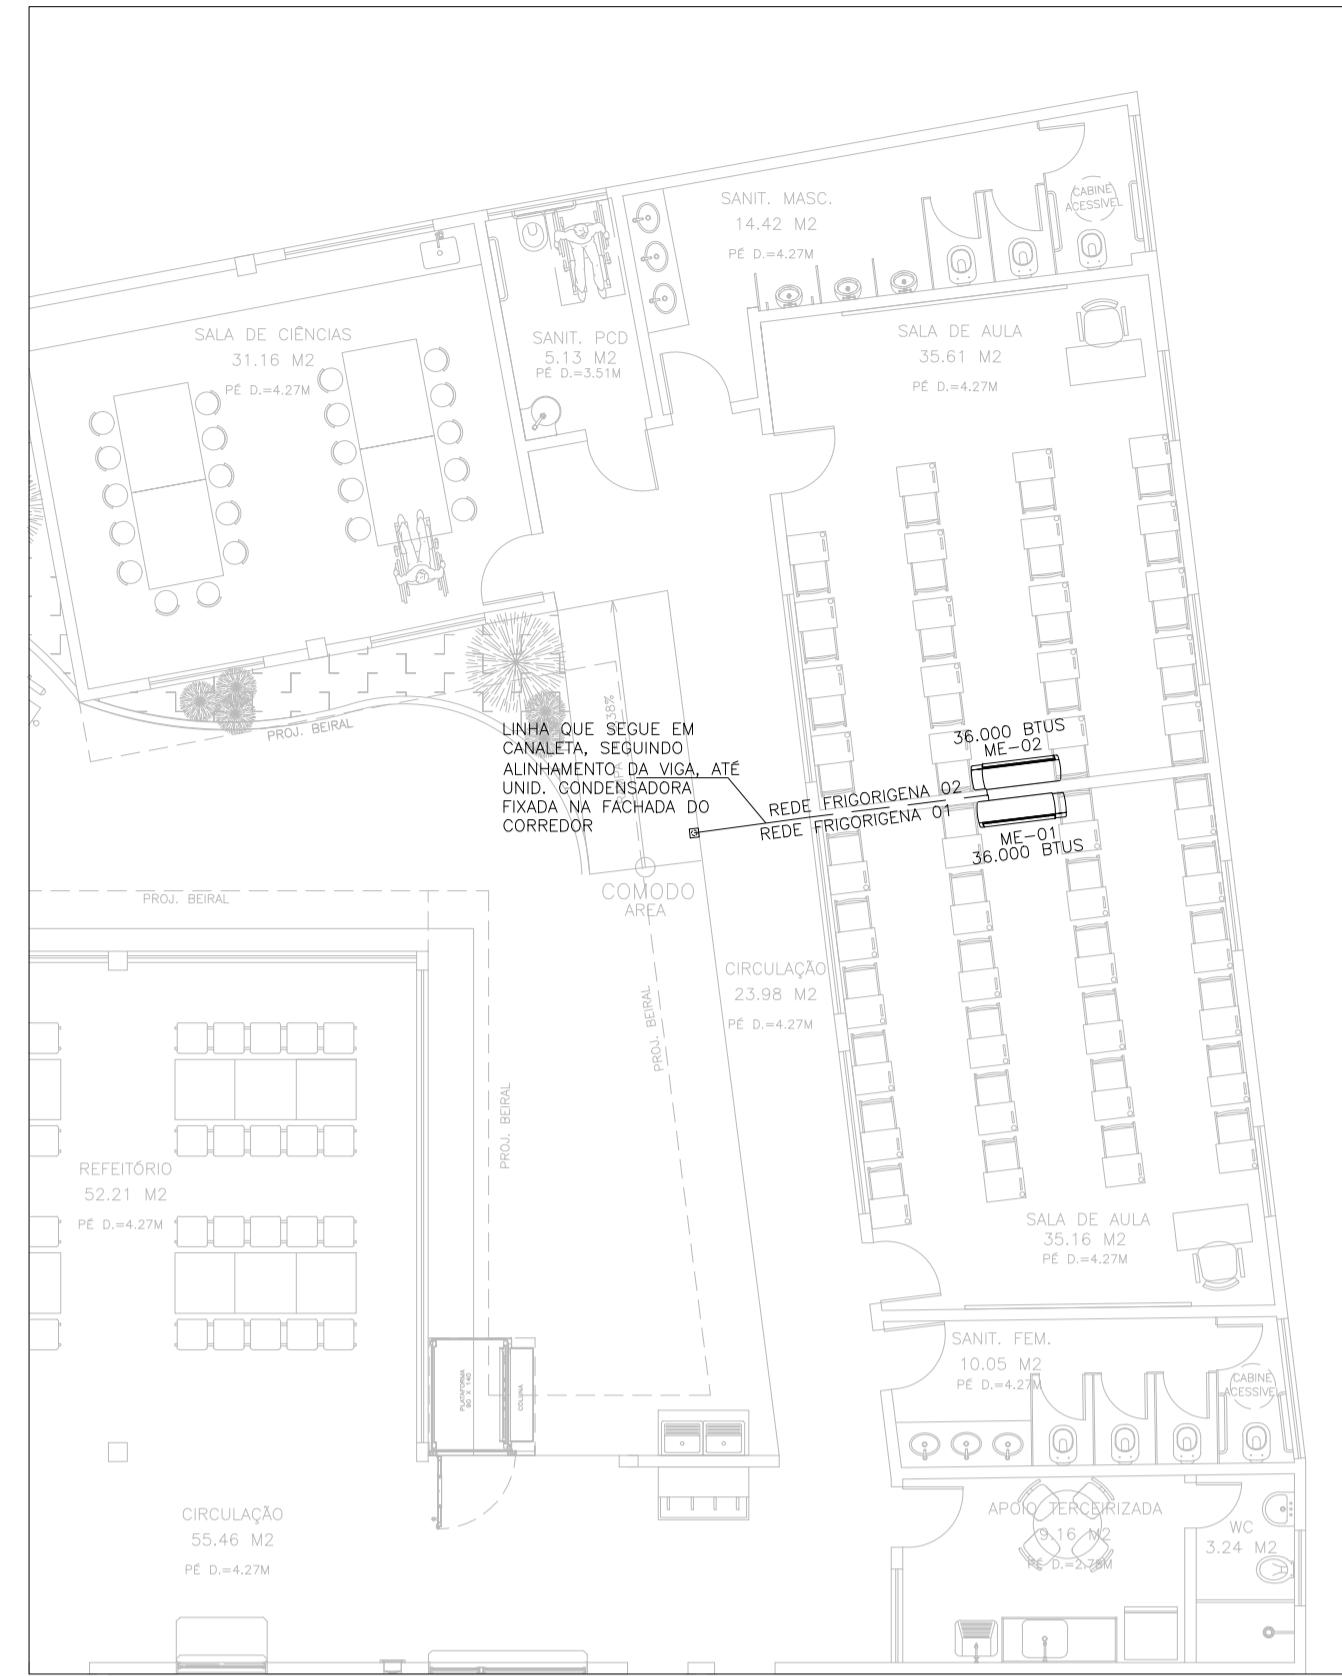 SANIT. MASC.
14.42 M2
PÉ D.=4.27M
CABINE
ACESSÍVEL
SALA DE CIÊNCIAS
31.16 M2
PÉ D.=4.27M
SANIT. PCD
5.13 M2
PÉ D.=3.51M
SALA DE AULA
35.61 M2
PÉ D.=4.27M
PROJ. BEIRAL
LINHA QUE SEGUE EM
CANALETA, SEGUINDO
ALINHAMENTO DA VIGA, ATÉ
UNID. CONDENSADORA
FIXADA NA FACHADA DO
CORREDOR
36.000 BTUS
ME-02
REDE FRIGORIGENA 02
REDE FRIGORIGENA 01
ME-01
36.000 BTUS
COMODO
AREA
PROJ. BEIRAL
CIRCULAÇÃO
23.98 M2
PÉ D.=4.27M
PROJ. BEIRAL
PROJ. BEIRAL
REFEITÓRIO
52.21 M2
PÉ D.=4.27M
SALA DE AULA
35.16 M2
PÉ D.=4.27M
PLATAFORMA
90 X 140
COLUNA
SANIT. FEM.
10.05 M2
PÉ D.=4.27M
CABINE
ACESSÍVEL
CIRCULAÇÃO
55.46 M2
PÉ D.=4.27M
APOIO TERCEIRIZADA
9.16 M2
PÉ D.=2.78M
WC
3.24 M2